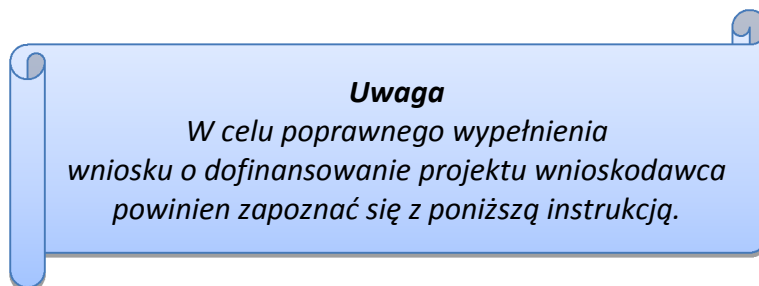 Uwaga
W celu poprawnego wypełnienia
wniosku o dofinansowanie projektu wnioskodawca
powinien zapoznać się z poniższą instrukcją.